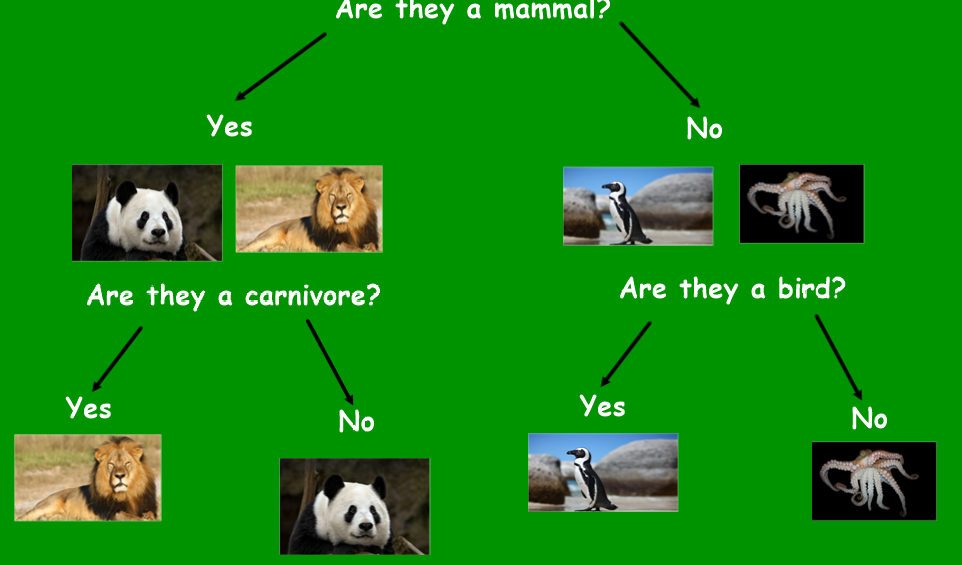 Are they a mammal?
Yes
No
Are they a carnivore?
Are they a bird?
Yes
No
Yes
No